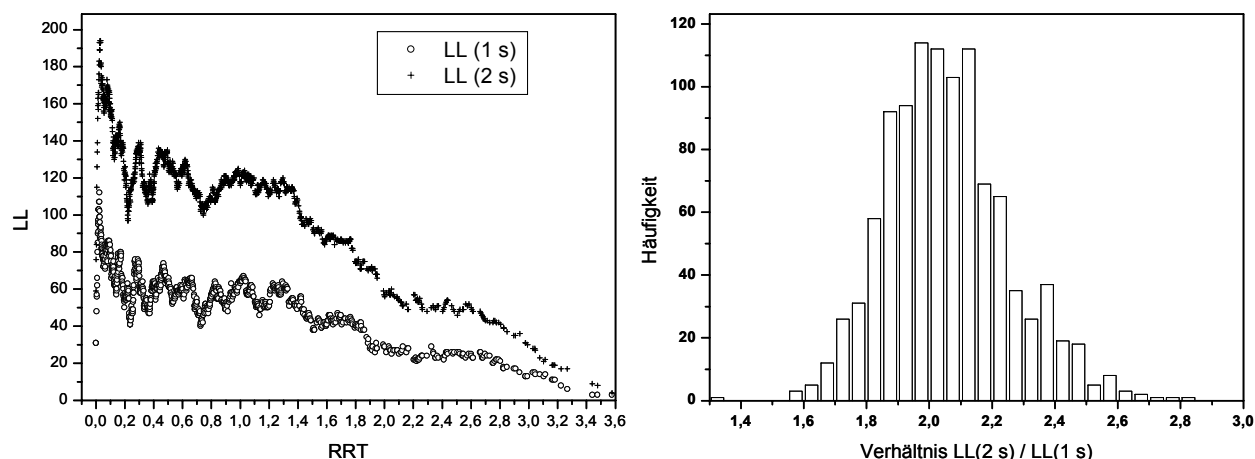 200
180
160
140
120
100
80
60
40
20
0
LL
LL (1 s)
LL (2 s)
0,0 0,2 0,4 0,6 0,8 1,0 1,2 1,4 1,6 1,8 2,0 2,2 2,4 2,6 2,8 3,0 3,2 3,4 3,6
RRT
120
100
80
60
40
20
0
Häufigkeit
1,4 1,6 1,8 2,0 2,2 2,4 2,6 2,8 3,0
Verhältnis LL(2 s) / LL(1 s)